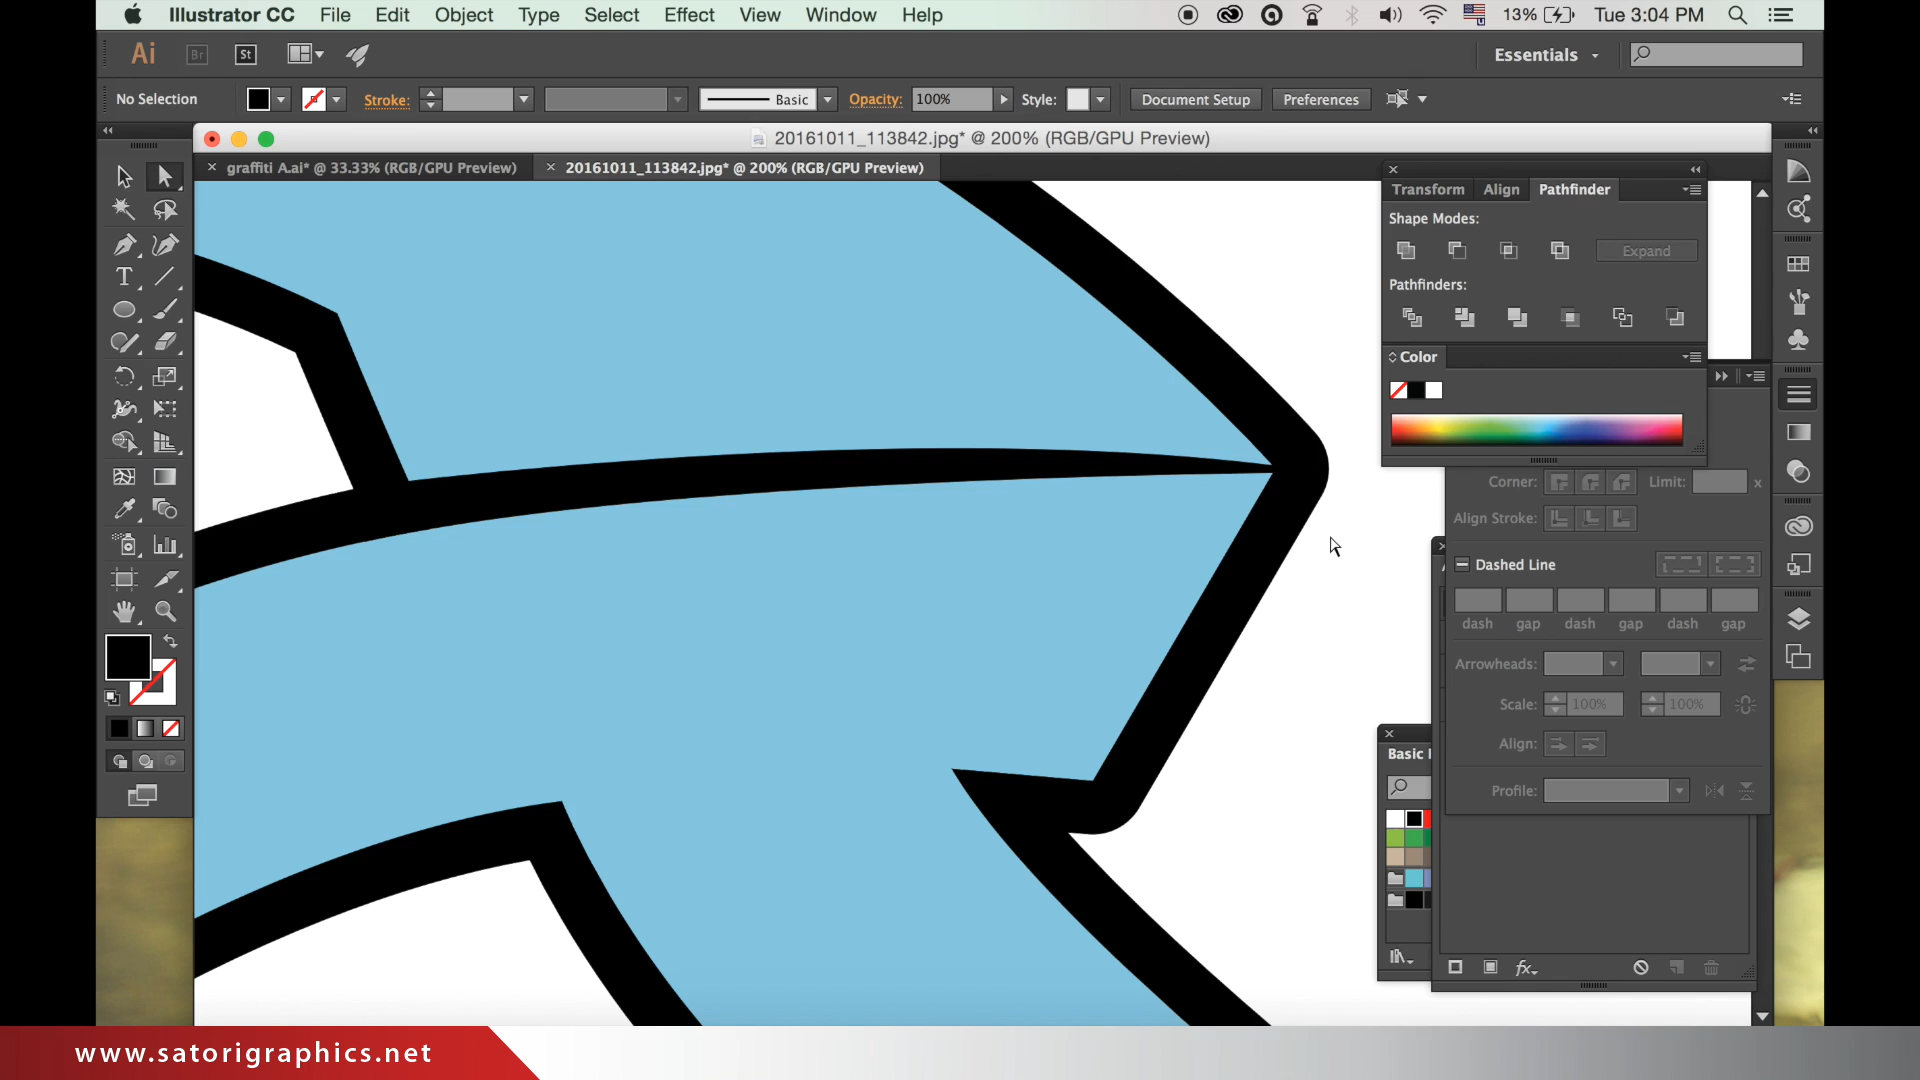 Illustrator CC File Edit Object Type Select Effect View Window Help 13% Tue 3:04 PM
Ai Br St Essentials
No Selection Stroke: Basic Opacity: 100% Style: Document Setup Preferences
20161011_113842.jpg* @ 200% (RGB/GPU Preview)
graffiti A.ai* @ 33.33% (RGB/GPU Preview) 20161011_113842.jpg* @ 200% (RGB/GPU Preview)
Transform Align Pathfinder
Shape Modes:
Expand
Pathfinders:
Color
Corner: Limit: x
Align Stroke:
Dashed Line
dash gap dash gap dash gap
Arrowheads:
Scale: 100% 100%
Align:
Basic
Profile:
fx
www.satorigraphics.net